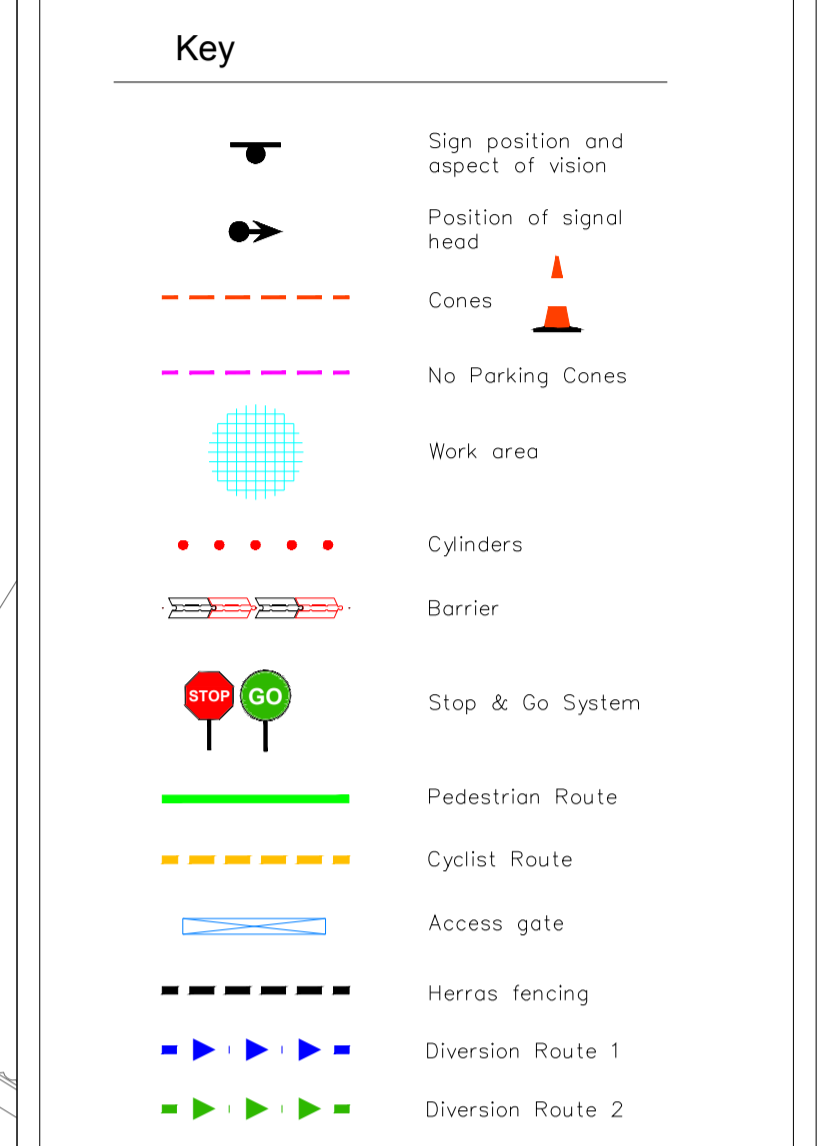 Key
Sign position and
aspect of vision
Position of signal
head
Cones
No Parking Cones
Work area
Cylinders
Barrier
STOP GO
Stop & Go System
Pedestrian Route
Cyclist Route
Access gate
Herras fencing
Diversion Route 1
Diversion Route 2